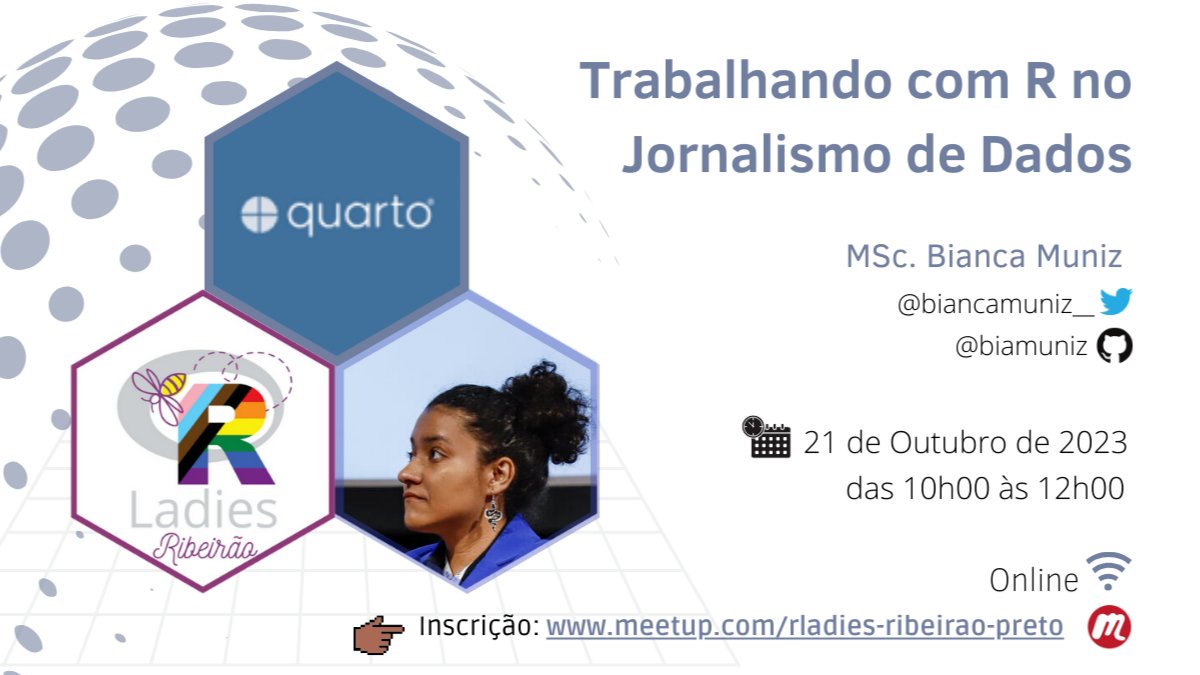 Trabalhando com R no
Jornalismo de Dados
quarto®
MSc. Bianca Muniz
@biancamuniz__
@biamuniz
R
Ladies
Ribeirão
21 de Outubro de 2023
das 10h00 às 12h00
Online
Inscrição: www.meetup.com/rladies-ribeirao-preto
m